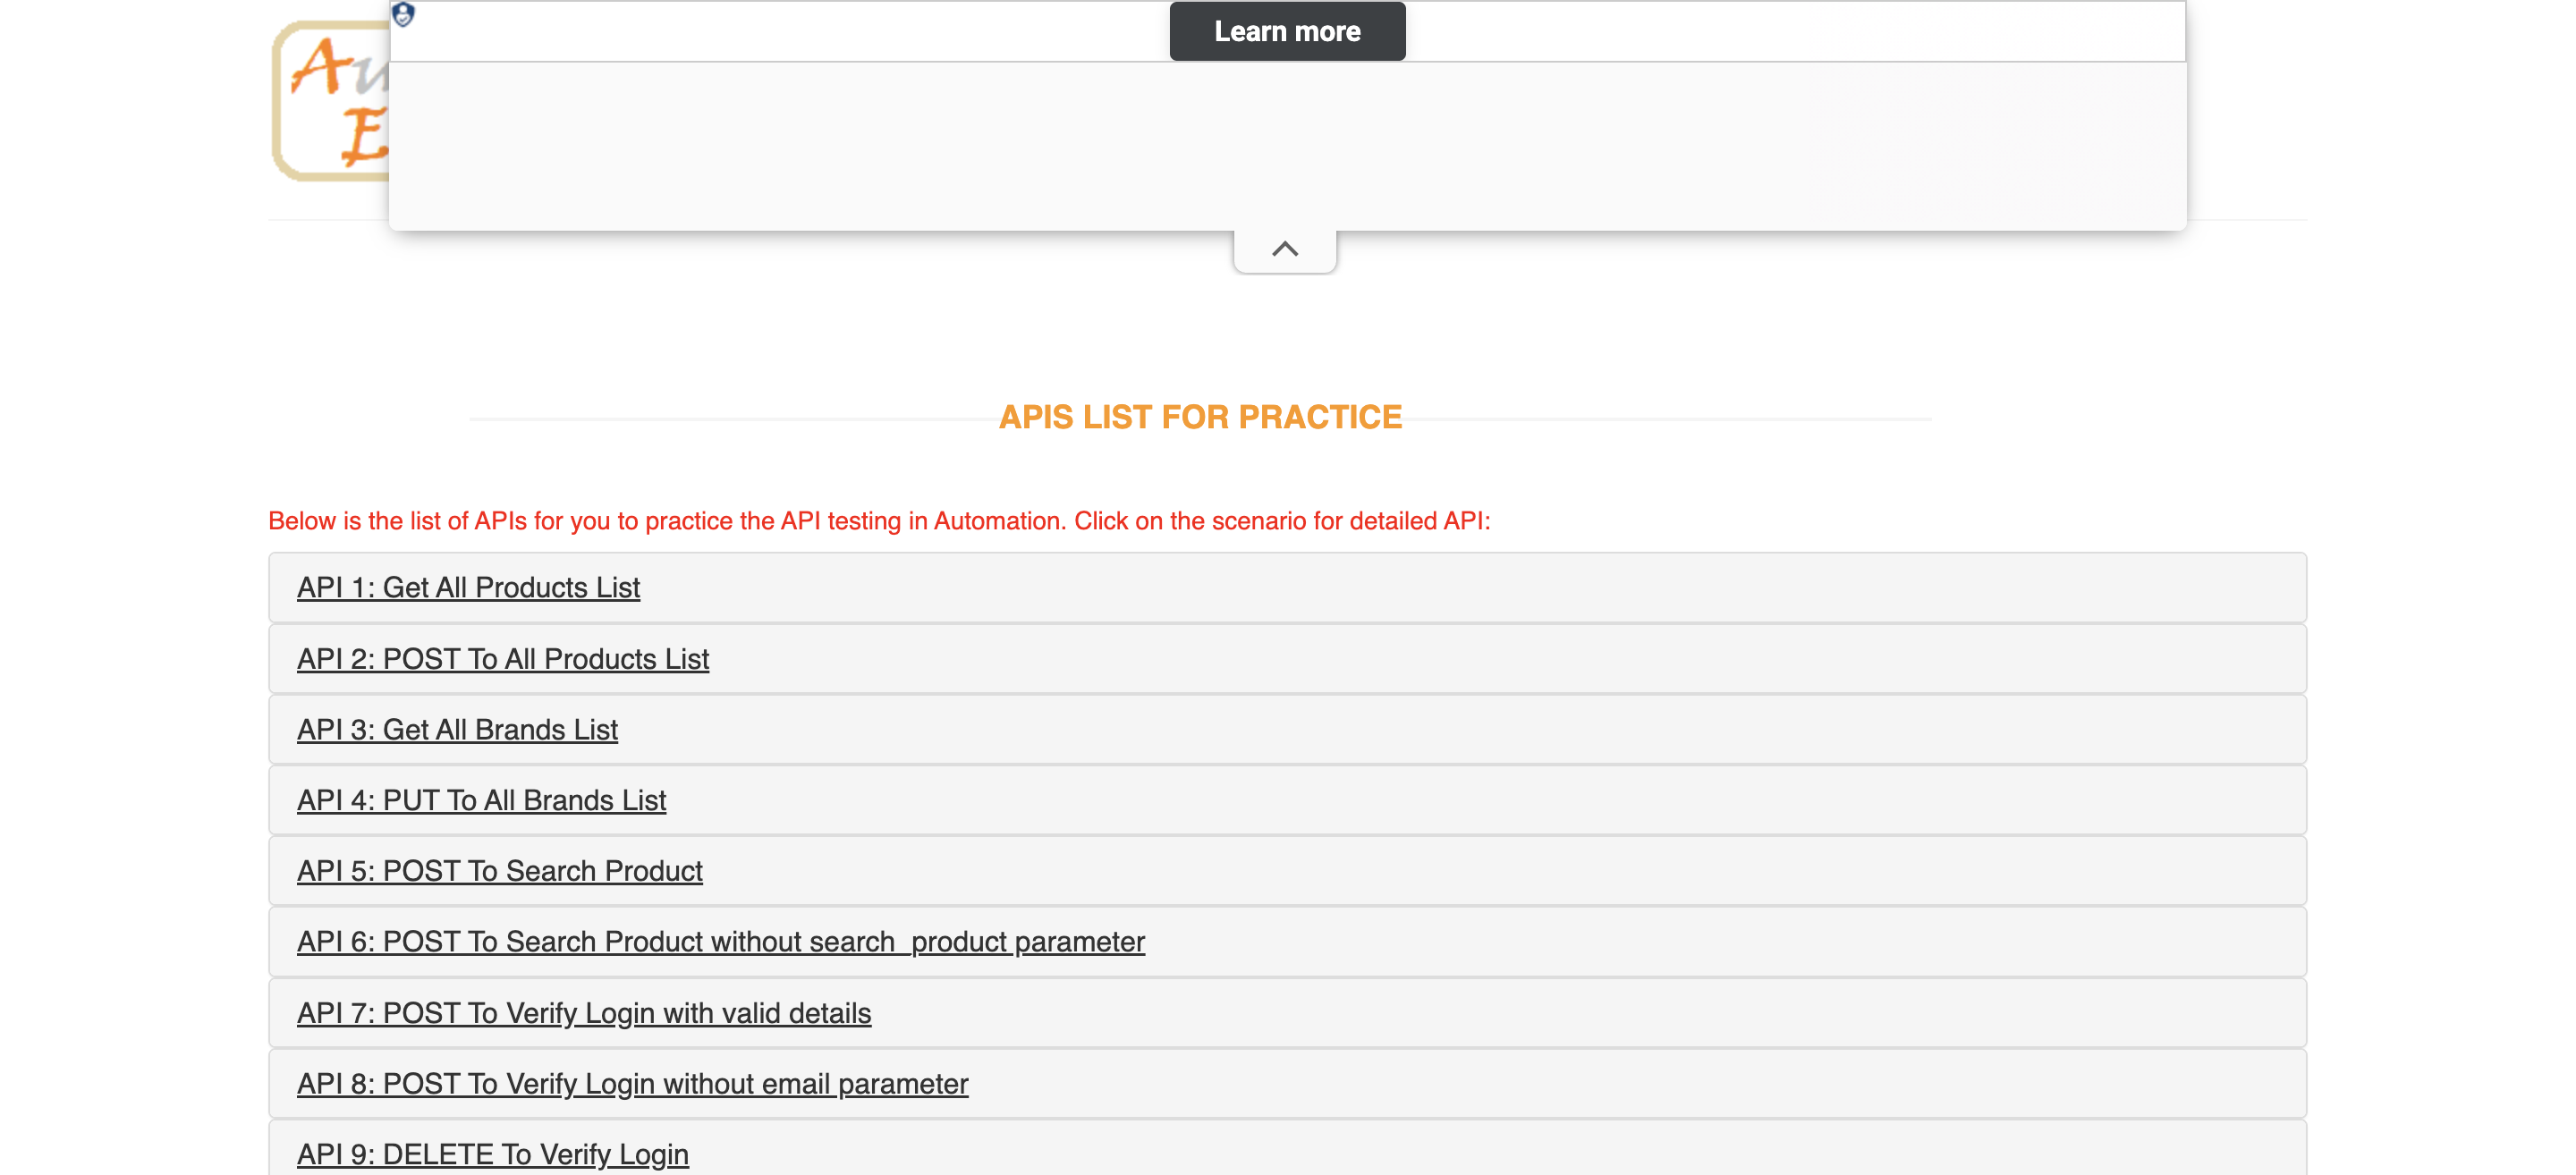 Learn more
Au
E
APIS LIST FOR PRACTICE
Below is the list of APIs for you to practice the API testing in Automation. Click on the scenario for detailed API:
API 1: Get All Products List
API 2: POST To All Products List
API 3: Get All Brands List
API 4: PUT To All Brands List
API 5: POST To Search Product
API 6: POST To Search Product without search_product parameter
API 7: POST To Verify Login with valid details
API 8: POST To Verify Login without email parameter
API 9: DELETE To Verify Login